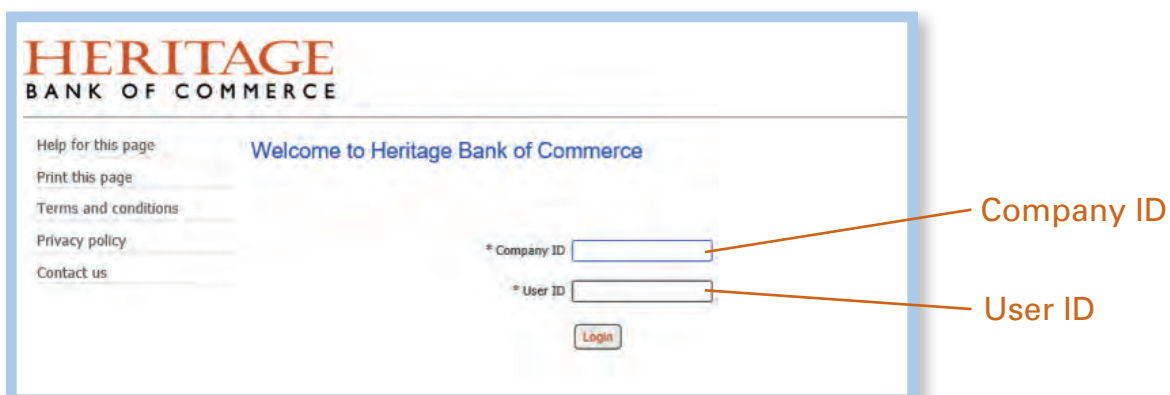 HERITAGE
BANK OF COMMERCE
Help for this page
Print this page
Terms and conditions
Privacy policy
Contact us
Welcome to Heritage Bank of Commerce
* Company ID
* User ID
Login
Company ID
User ID